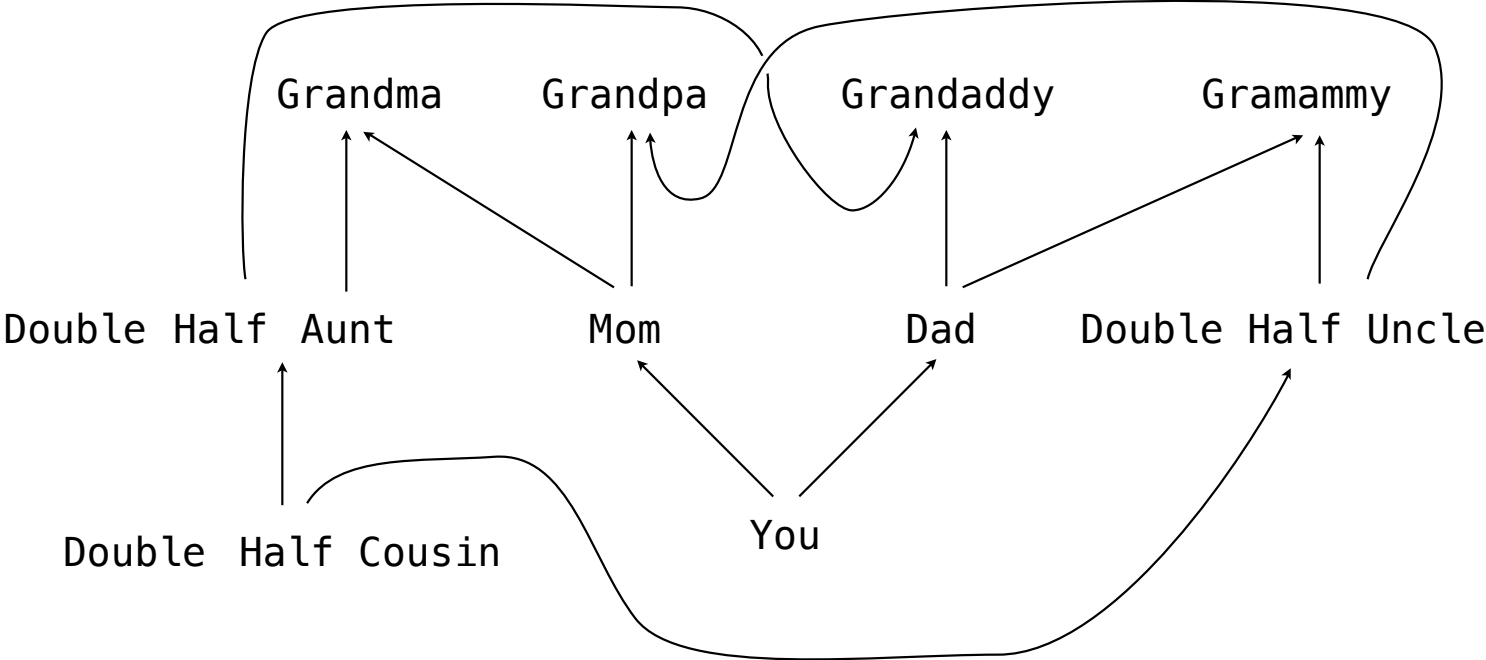 Grandma Grandpa Grandaddy Gramammy
Double Half Aunt Mom Dad Double Half Uncle
You
Double Half Cousin